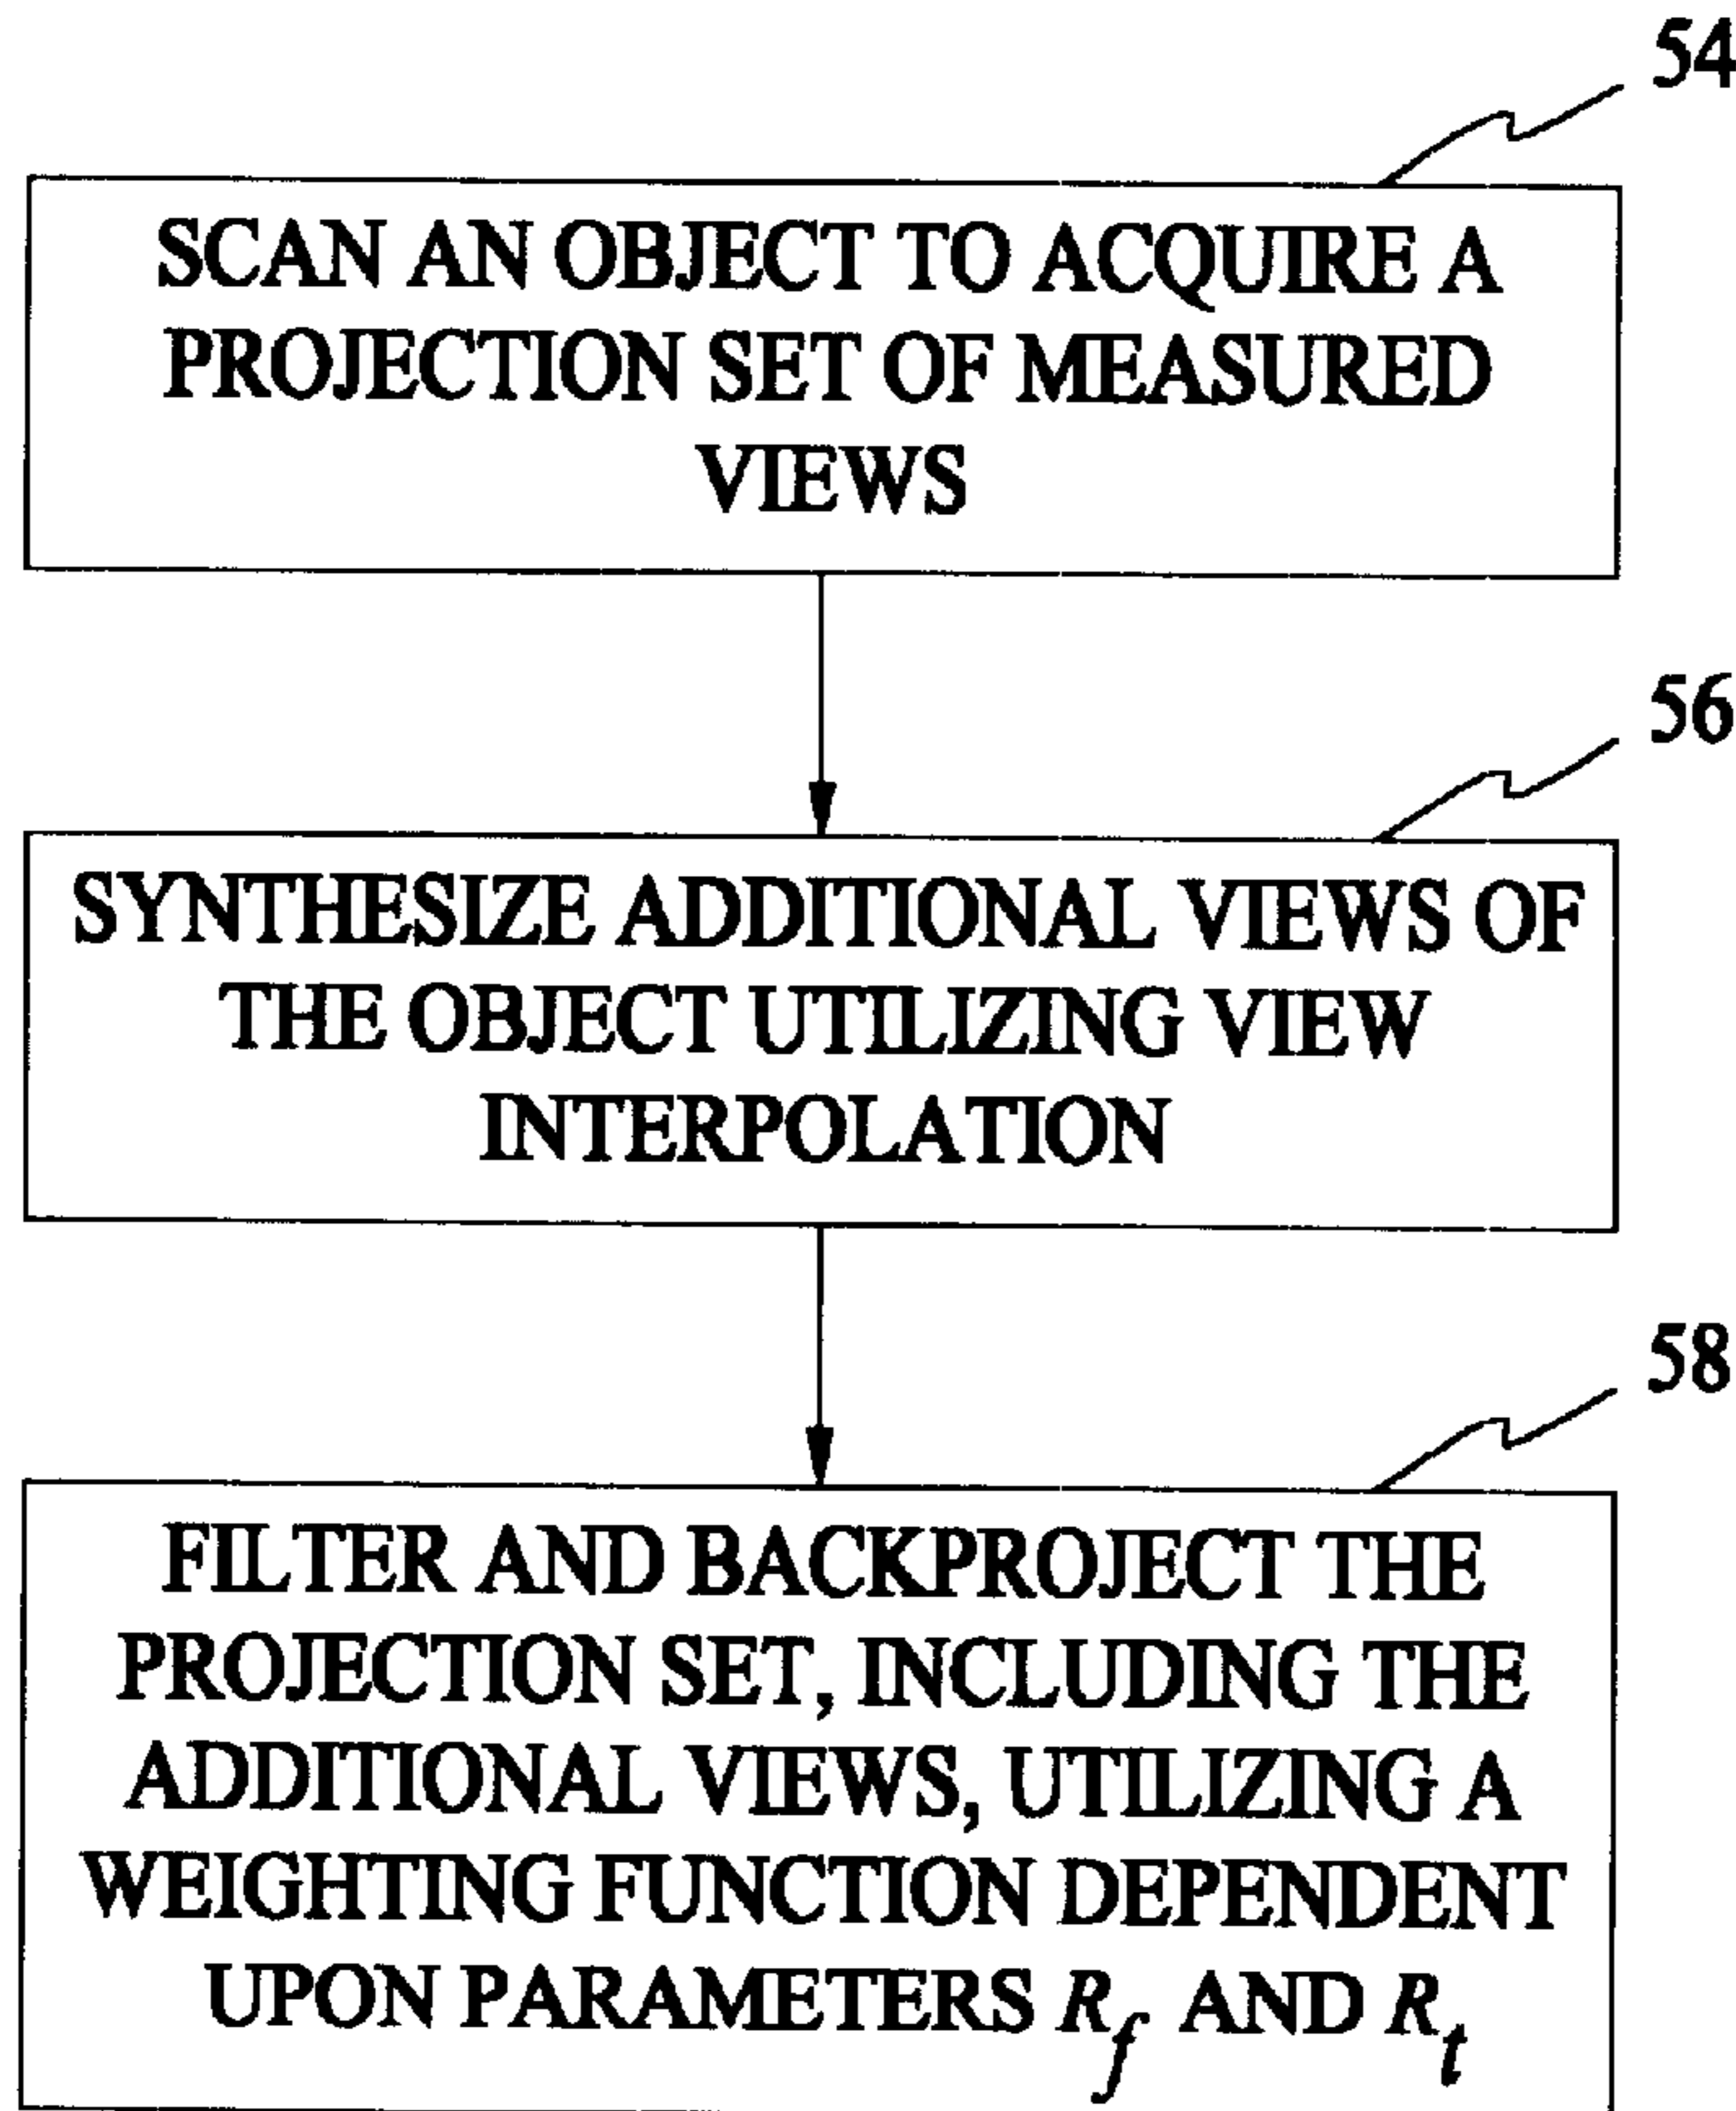 54
SCAN AN OBJECT TO ACQUIRE A
PROJECTION SET OF MEASURED
VIEWS
56
SYNTHESIZE ADDITIONAL VIEWS OF
THE OBJECT UTILIZING VIEW
INTERPOLATION
58
FILTER AND BACKPROJECT THE
PROJECTION SET, INCLUDING THE
ADDITIONAL VIEWS, UTILIZING A
WEIGHTING FUNCTION DEPENDENT
UPON PARAMETERS R_f AND R_t